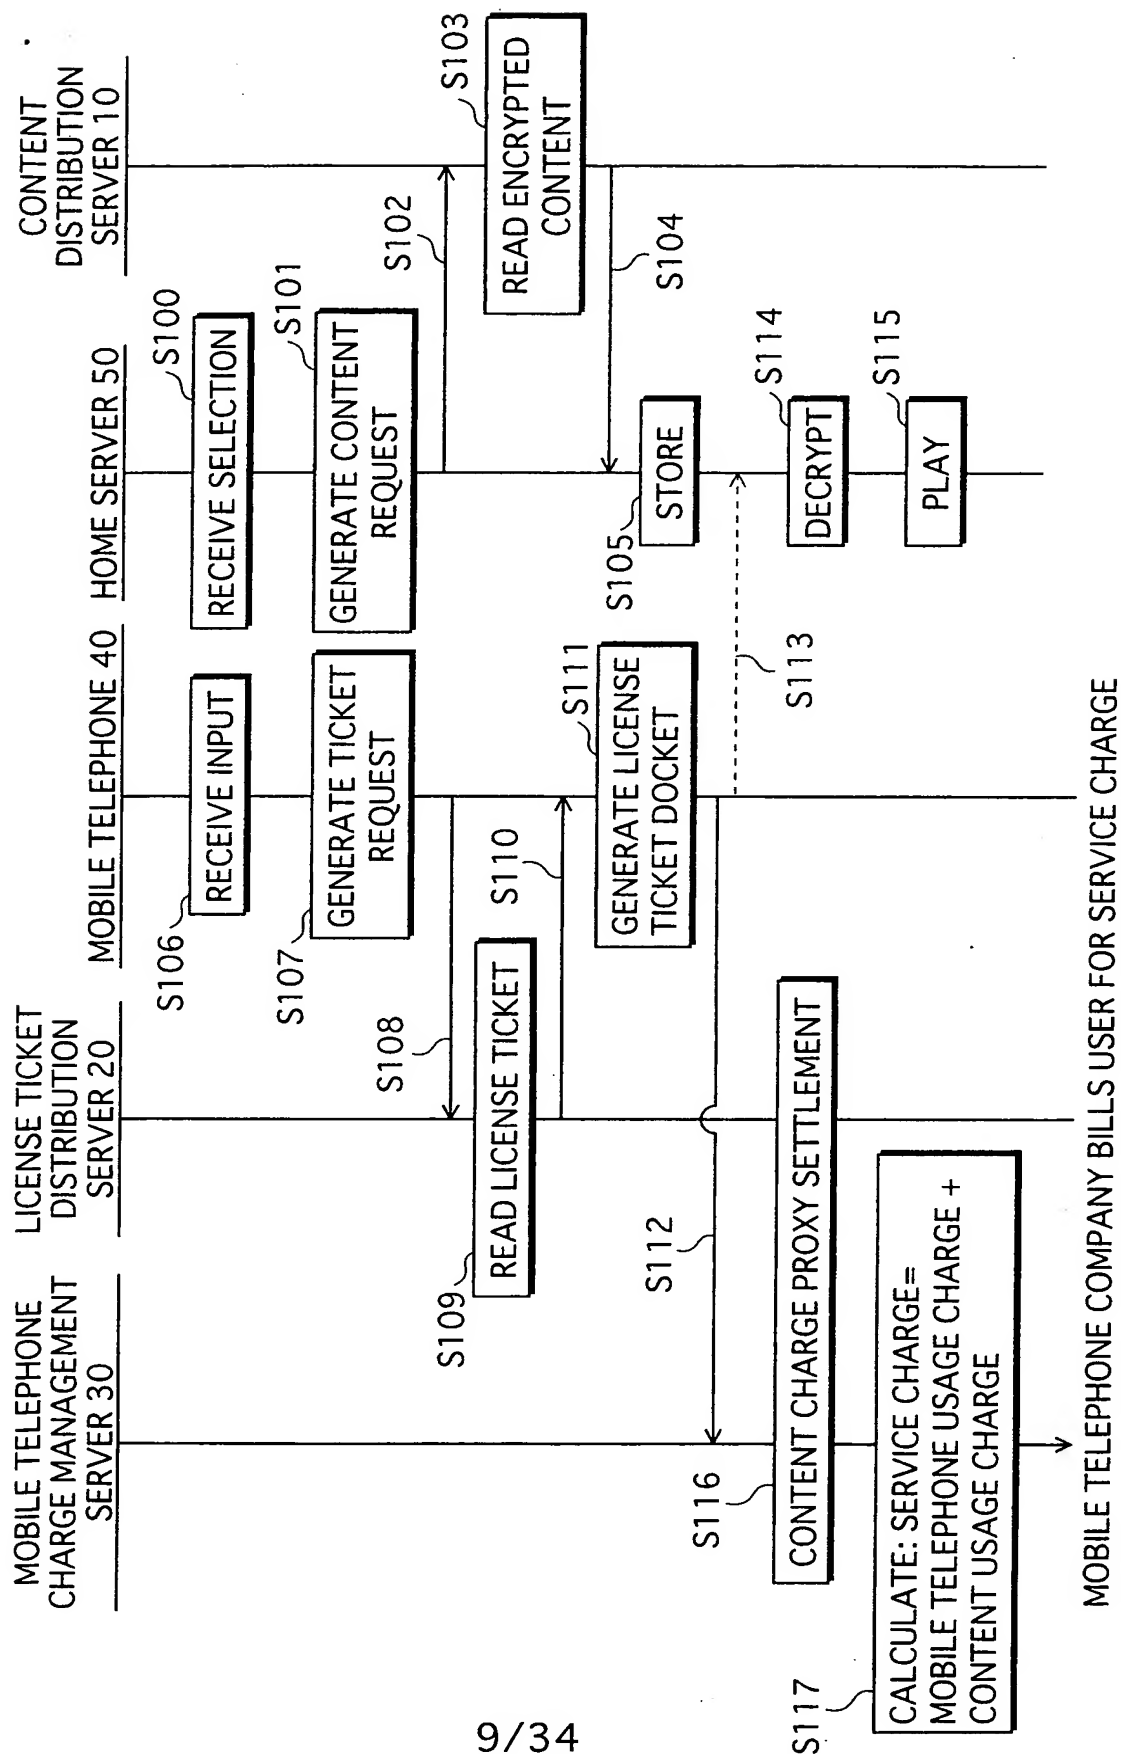 MOBILE TELEPHONE
CHARGE MANAGEMENT
SERVER 30
LICENSE TICKET
DISTRIBUTION
SERVER 20
MOBILE TELEPHONE 40
HOME SERVER 50
CONTENT
DISTRIBUTION
SERVER 10
S106
RECEIVE INPUT
S100
RECEIVE SELECTION
S107
GENERATE TICKET
REQUEST
S101
GENERATE CONTENT
REQUEST
S108
S102
S109
READ LICENSE TICKET
S103
READ ENCRYPTED
CONTENT
S110
S104
S111
GENERATE LICENSE
TICKET DOCKET
S105
STORE
S112
S113
S116
CONTENT CHARGE PROXY SETTLEMENT
S114
DECRYPT
S117
CALCULATE: SERVICE CHARGE=
MOBILE TELEPHONE USAGE CHARGE +
CONTENT USAGE CHARGE
S115
PLAY
MOBILE TELEPHONE COMPANY BILLS USER FOR SERVICE CHARGE
9/34